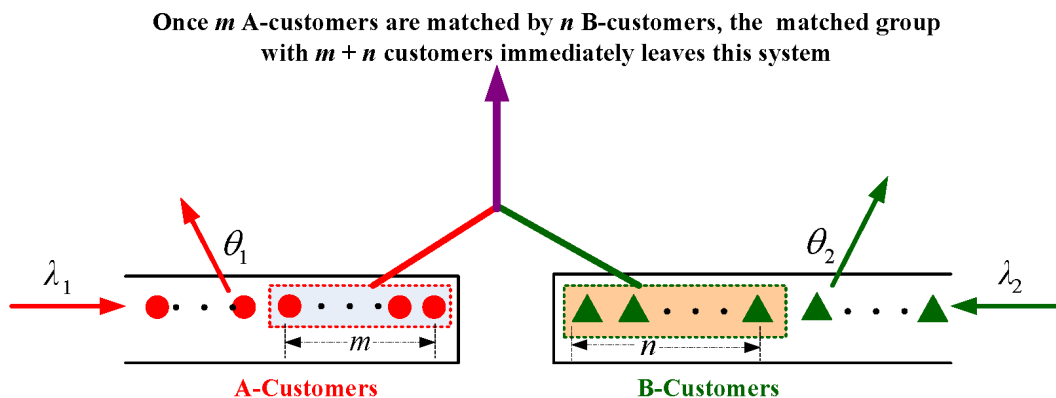 Once m A-customers are matched by n B-customers, the matched group
with m + n customers immediately leaves this system
θ₁
θ₂
λ₁
λ₂
m
n
A-Customers
B-Customers